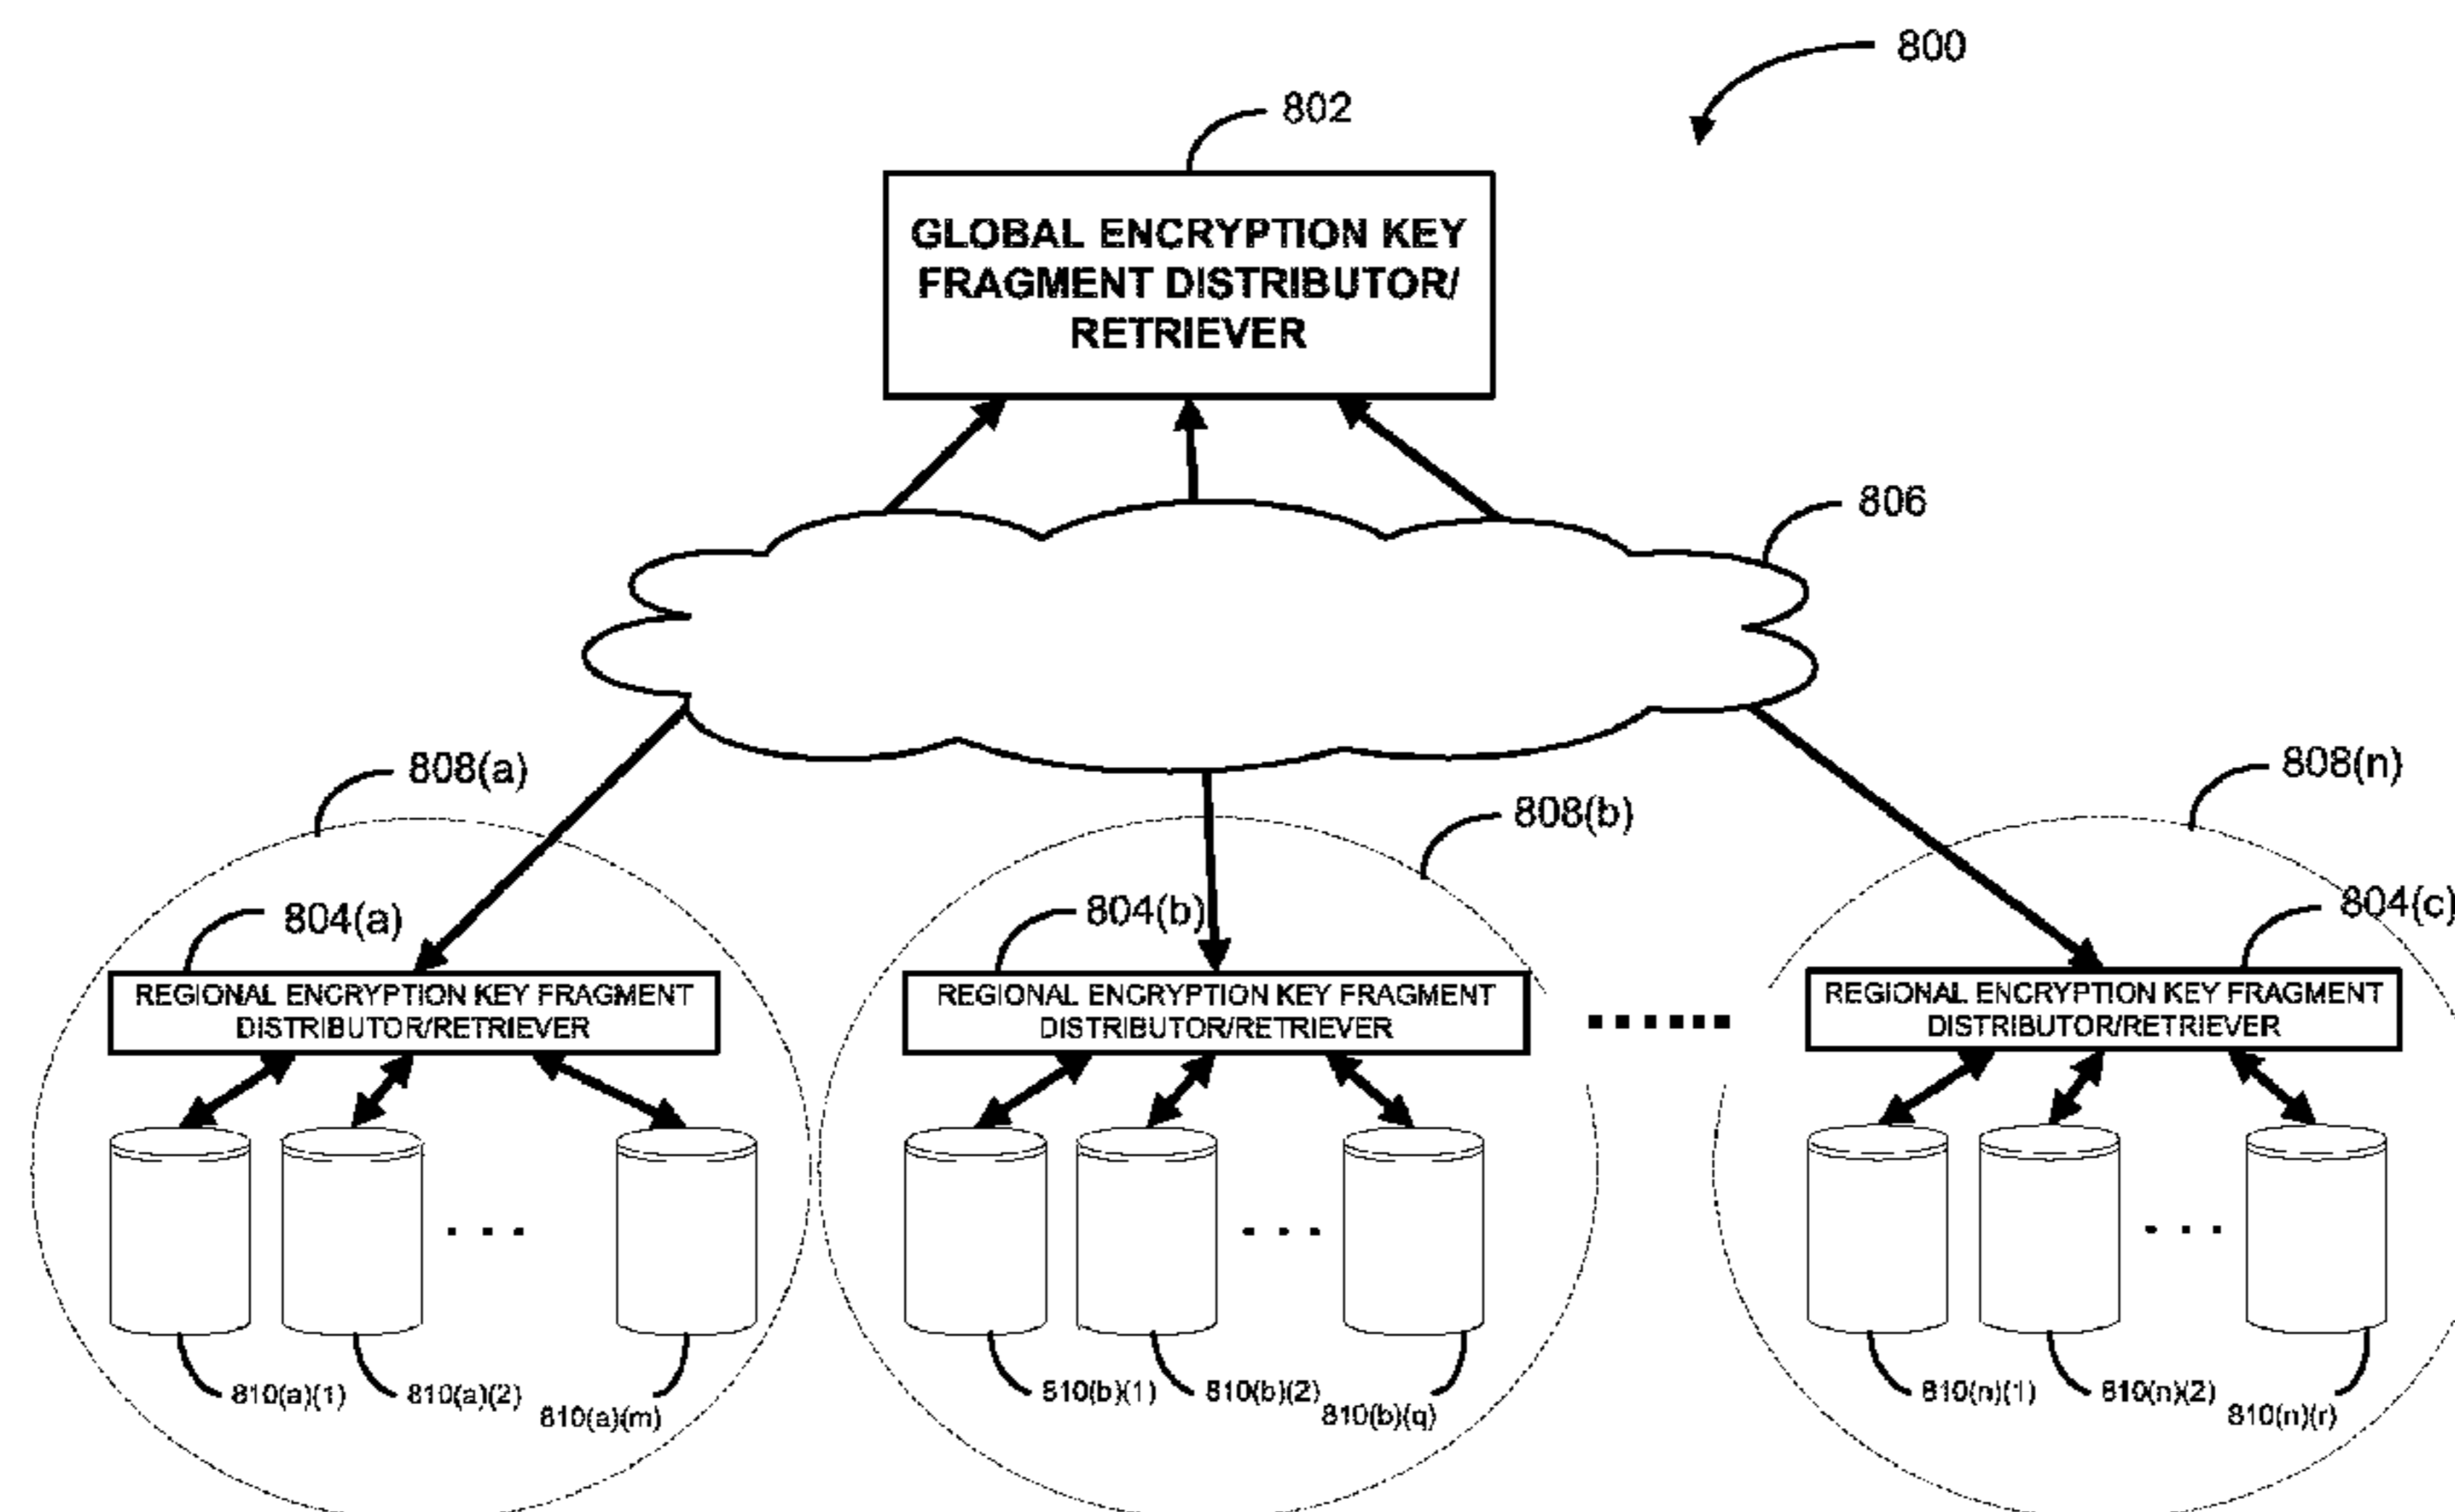 800
802
GLOBAL ENCRYPTION KEY
FRAGMENT DISTRIBUTOR/
RETRIEVER
806
808(a)
808(b)
808(n)
804(a)
804(b)
804(c)
REGIONAL ENCRYPTION KEY FRAGMENT
DISTRIBUTOR/RETRIEVER
REGIONAL ENCRYPTION KEY FRAGMENT
DISTRIBUTOR/RETRIEVER
REGIONAL ENCRYPTION KEY FRAGMENT
DISTRIBUTOR/RETRIEVER
810(a)(1)
810(a)(2)
810(a)(m)
810(b)(1)
810(b)(2)
810(b)(q)
810(n)(1)
810(n)(2)
810(n)(r)